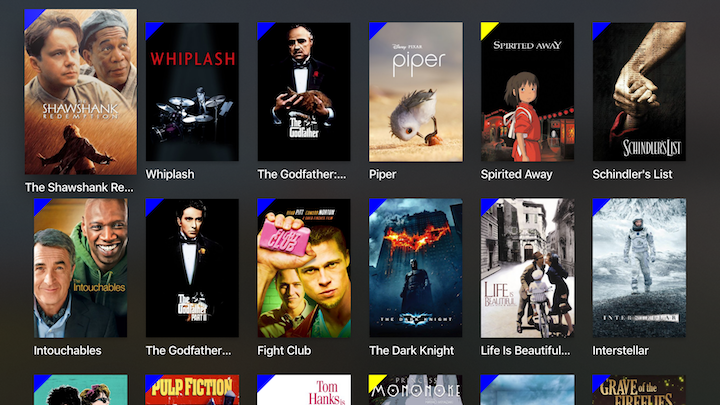 SHAWSHANK
REDEMPTION
The Shawshank Re...
WHIPLASH
Whiplash
The
Godfather
The Godfather:...
Disney PIXAR
piper
Piper
SPIRITED AWAY
Spirited Away
SCHINDLER'S LIST
Schindler's List
The
Intouchables
Intouchables
The
Godfather
PART II
The Godfather...
BRAD PITT EDWARD NORTON
FIGHT CLUB
Fight Club
THE DARK KNIGHT
The Dark Knight
LIFE IS
BEAUTIFUL
Life Is Beautiful...
INTERSTELLAR
Interstellar
PULP FICTION
Tom
Hanks is
PRINCESS
MONONOKE
GRAVE OF THE
FIREFLIES